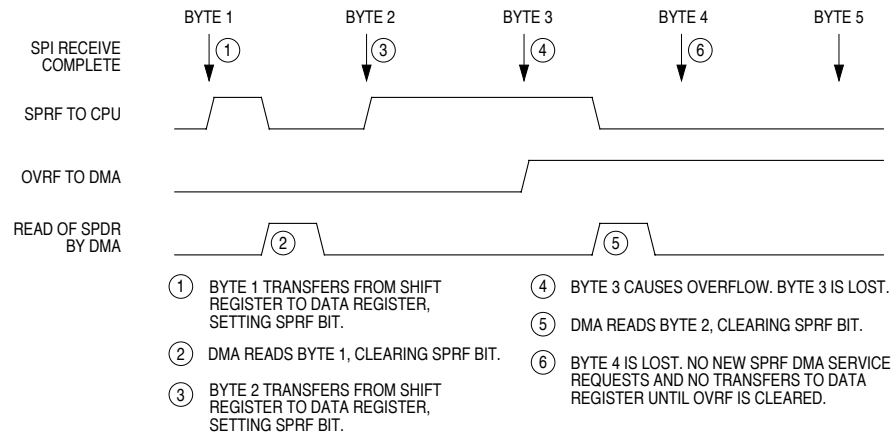 BYTE 1 BYTE 2 BYTE 3 BYTE 4 BYTE 5
SPI RECEIVE
COMPLETE
1 3 4 6
SPRF TO CPU
OVRF TO DMA
READ OF SPDR
BY DMA
2 5
1 BYTE 1 TRANSFERS FROM SHIFT
REGISTER TO DATA REGISTER,
SETTING SPRF BIT.
2 DMA READS BYTE 1, CLEARING SPRF BIT.
3 BYTE 2 TRANSFERS FROM SHIFT
REGISTER TO DATA REGISTER,
SETTING SPRF BIT.
4 BYTE 3 CAUSES OVERFLOW. BYTE 3 IS LOST.
5 DMA READS BYTE 2, CLEARING SPRF BIT.
6 BYTE 4 IS LOST. NO NEW SPRF DMA SERVICE
REQUESTS AND NO TRANSFERS TO DATA
REGISTER UNTIL OVRF IS CLEARED.